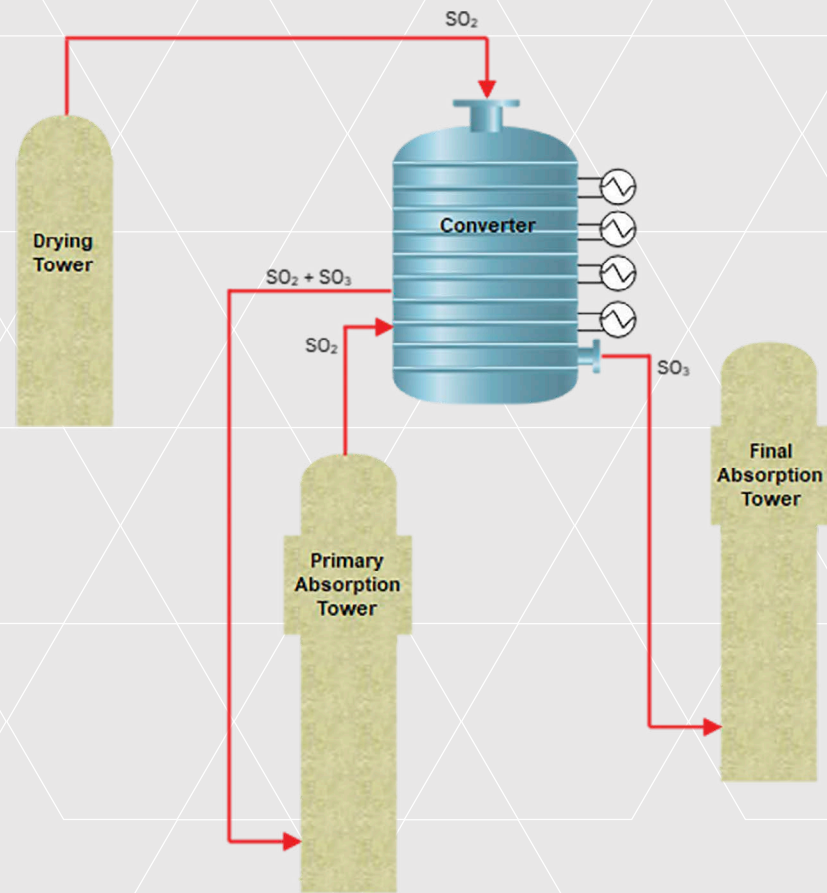 SO₂
Converter
Drying
Tower
SO₂ + SO₃
SO₂
SO₃
Final
Absorption
Tower
Primary
Absorption
Tower